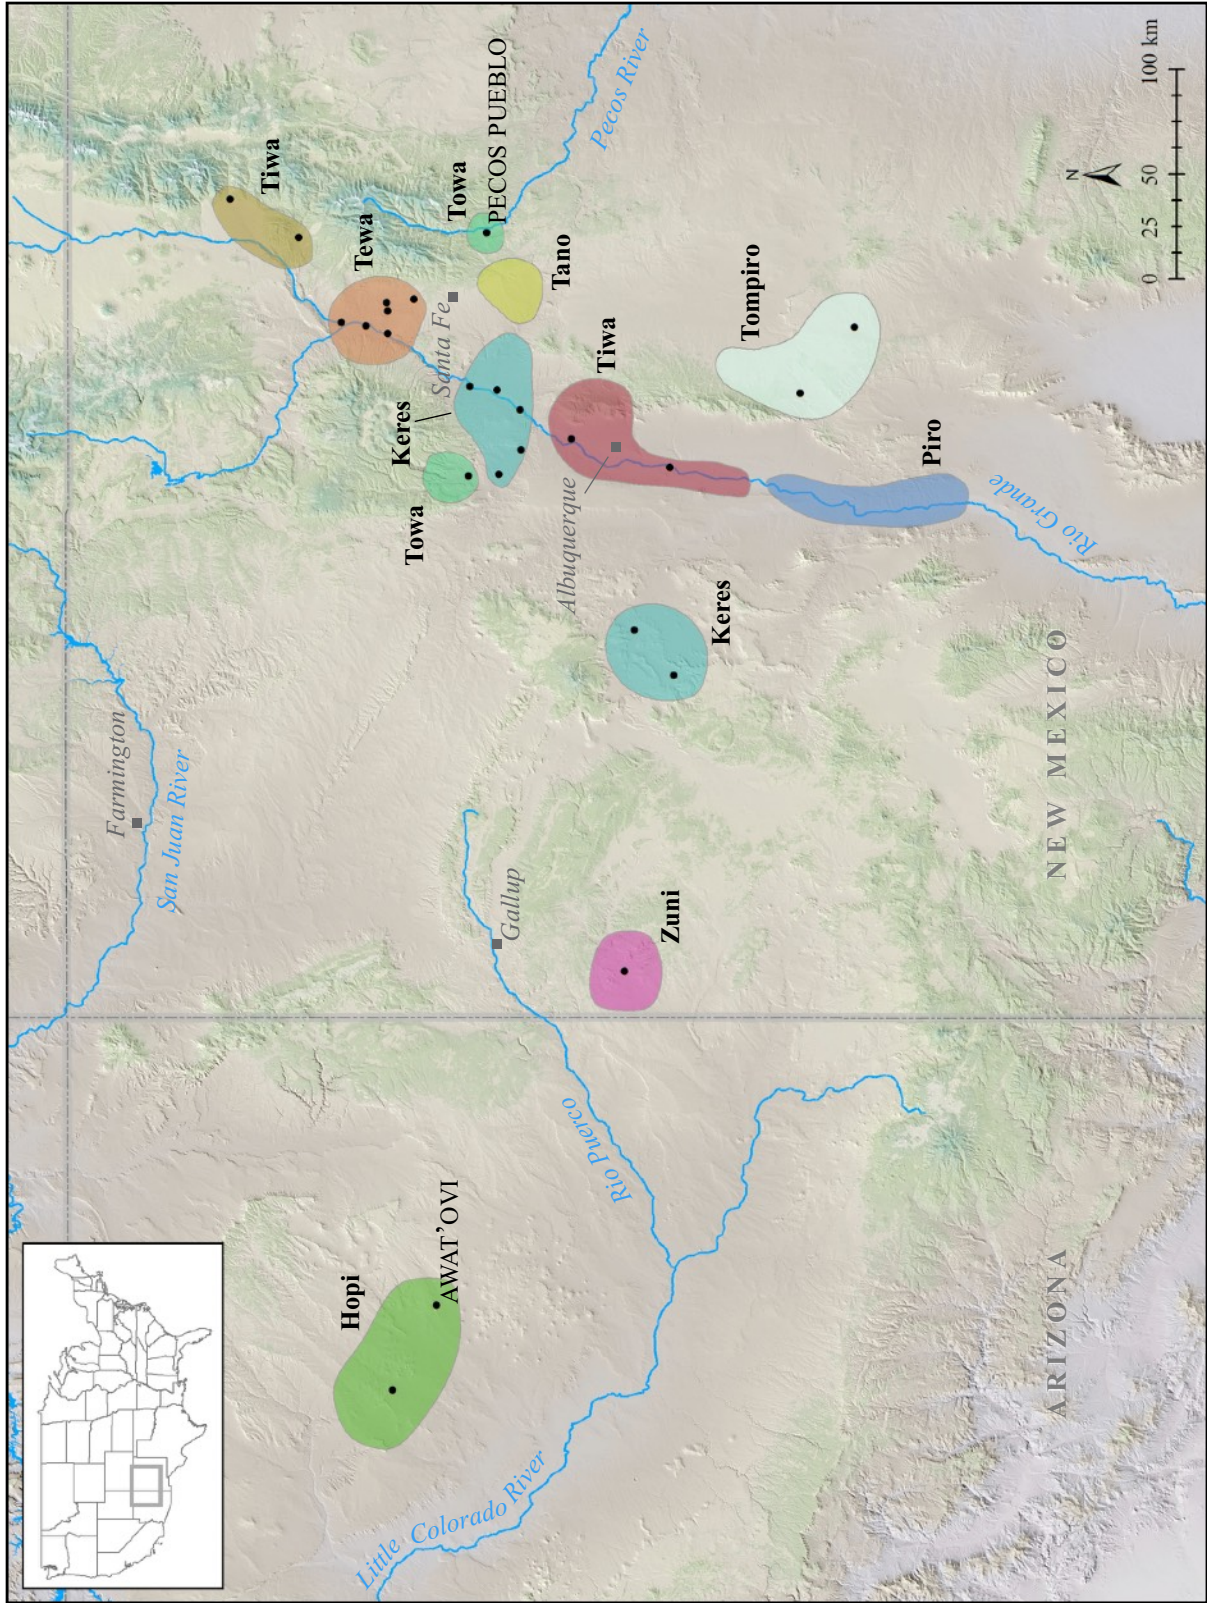 Farmington
San Juan River
Tiwa
Tewa
Towa
PECOS PUEBLO
Pecos River
Santa Fe
Tano
Keres
Towa
Hopi
AWAT’OVI
Gallup
Albuquerque
Tiwa
Tompiro
Zuni
Keres
Piro
Rio Puerco
Little Colorado River
Rio Grande
ARIZONA
NEW MEXICO
N
0 25 50 100 km